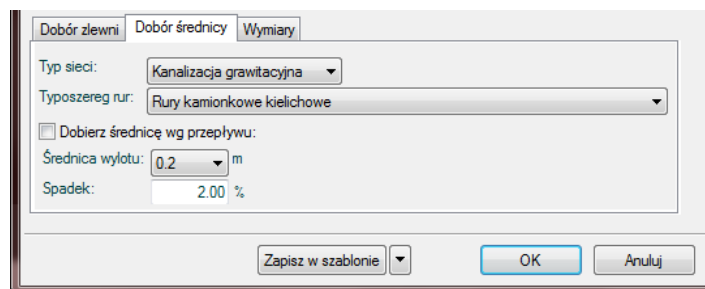 Dobór zlewni Dobór średnicy Wymiary
Typ sieci: Kanalizacja grawitacyjna
Typoszereg rur: Rury kamionkowe kielichowe
Dobierz średnicę wg przepływu:
Średnica wylotu: 0.2 m
Spadek: 2.00 %
Zapisz w szablonie OK Anuluj